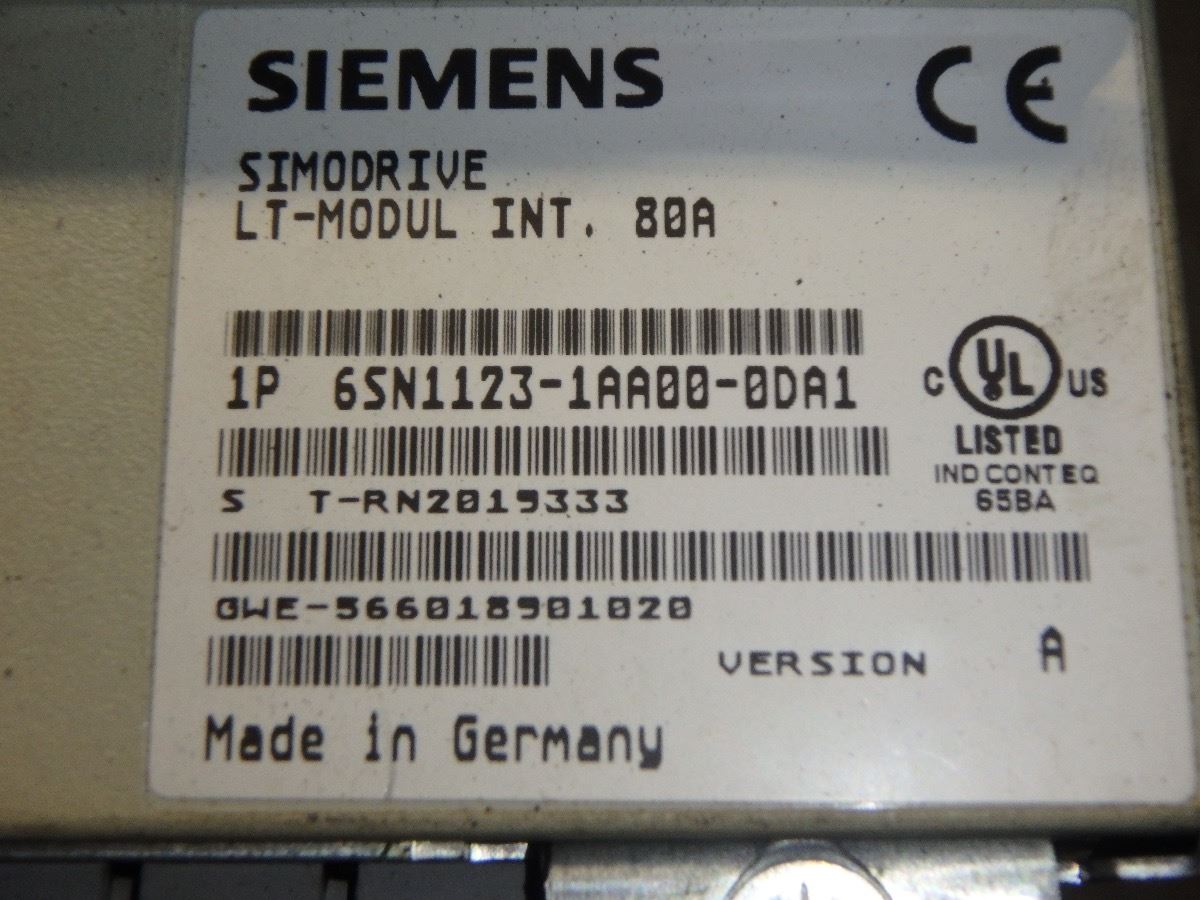 SIEMENS
CE
SIMODRIVE
LT-MODUL INT. 80A
1P 6SN1123-1AA00-0DA1
C UL US
LISTED
IND CONT EQ
65BA
S T-RN2019333
GWE-566018901020
VERSION A
Made in Germany